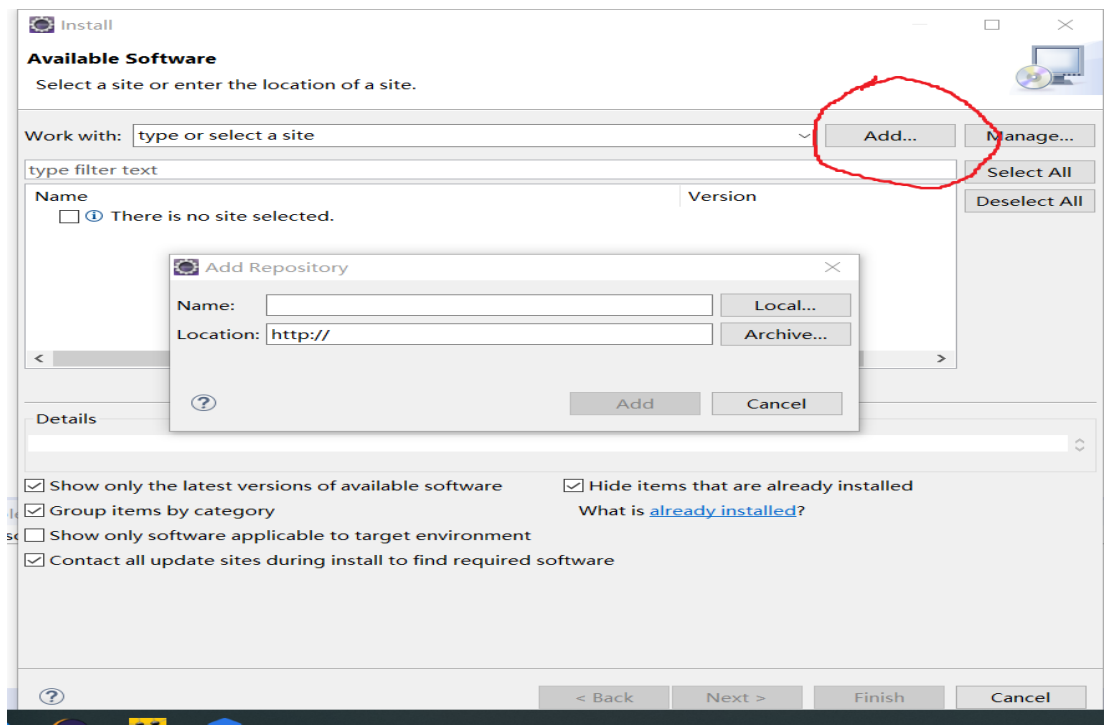 Install
Available Software
Select a site or enter the location of a site.
Work with: type or select a site Add... Manage...
type filter text Select All
Name Version Deselect All
There is no site selected.
Add Repository
Name: Local...
Location: http:// Archive...
Add Cancel
Details
Show only the latest versions of available software Hide items that are already installed
Group items by category What is already installed?
Show only software applicable to target environment
Contact all update sites during install to find required software
< Back Next > Finish Cancel